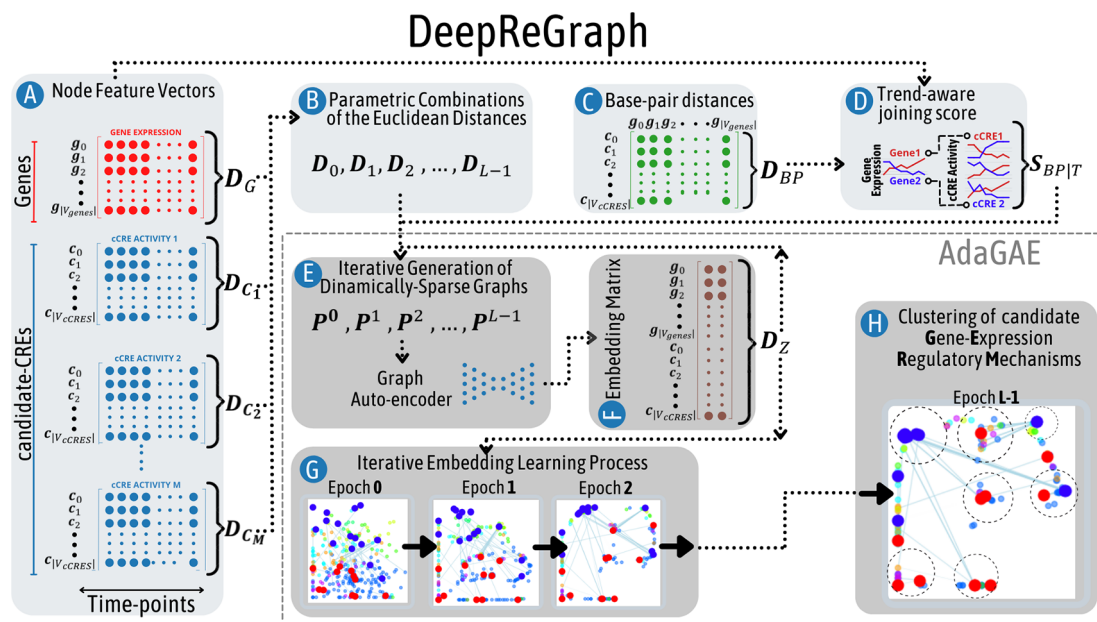 DeepReGraph
A
Node Feature Vectors
GENE EXPRESSION
Genes
g0
g1
g2
g|Vgenes|
DG
candidate-CREs
cCRE ACTIVITY 1
c0
c1
c2
c|VcCRES|
DC1
cCRE ACTIVITY 2
c0
c1
c2
c|VcCRES|
DC2
cCRE ACTIVITY M
c0
c1
c2
c|VcCRES|
DCM
Time-points
B
Parametric Combinations
of the Euclidean Distances
D0, D1, D2 , ... , DL-1
C
Base-pair distances
g0 g1 g2 g|Vgenes|
c0
c1
c2
c|VcCRES|
DBP
D
Trend-aware
joining score
Gene
Expression
Gene1
Gene2
cCRE Activity
cCRE1
cCRE 2
SBP|T
AdaGAE
E
Iterative Generation of
Dinamically-Sparse Graphs
P0 , P1 , P2 , ... , PL-1
Graph
Auto-encoder
F
Embedding Matrix
g0
g1
g2
g|Vgenes|
c0
c1
c2
c|VcCRES|
DZ
G
Iterative Embedding Learning Process
Epoch 0
Epoch 1
Epoch 2
H
Clustering of candidate
Gene-Expression
Regulatory Mechanisms
Epoch L-1